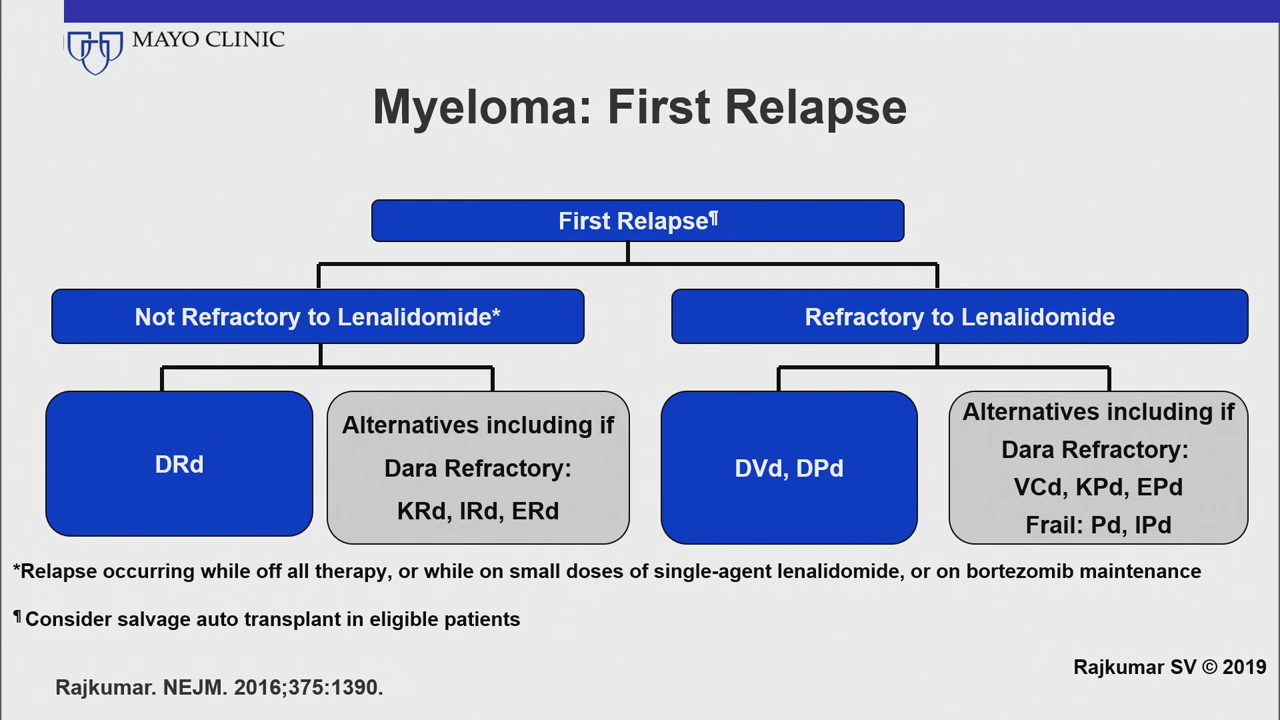 MAYO CLINIC
Myeloma: First Relapse
First Relapse¶
Not Refractory to Lenalidomide*
Refractory to Lenalidomide
DRd
Alternatives including if
Dara Refractory:
KRd, IRd, ERd
DVd, DPd
Alternatives including if
Dara Refractory:
VCd, KPd, EPd
Frail: Pd, IPd
*Relapse occurring while off all therapy, or while on small doses of single-agent lenalidomide, or on bortezomib maintenance
¶ Consider salvage auto transplant in eligible patients
Rajkumar SV © 2019
Rajkumar. NEJM. 2016;375:1390.